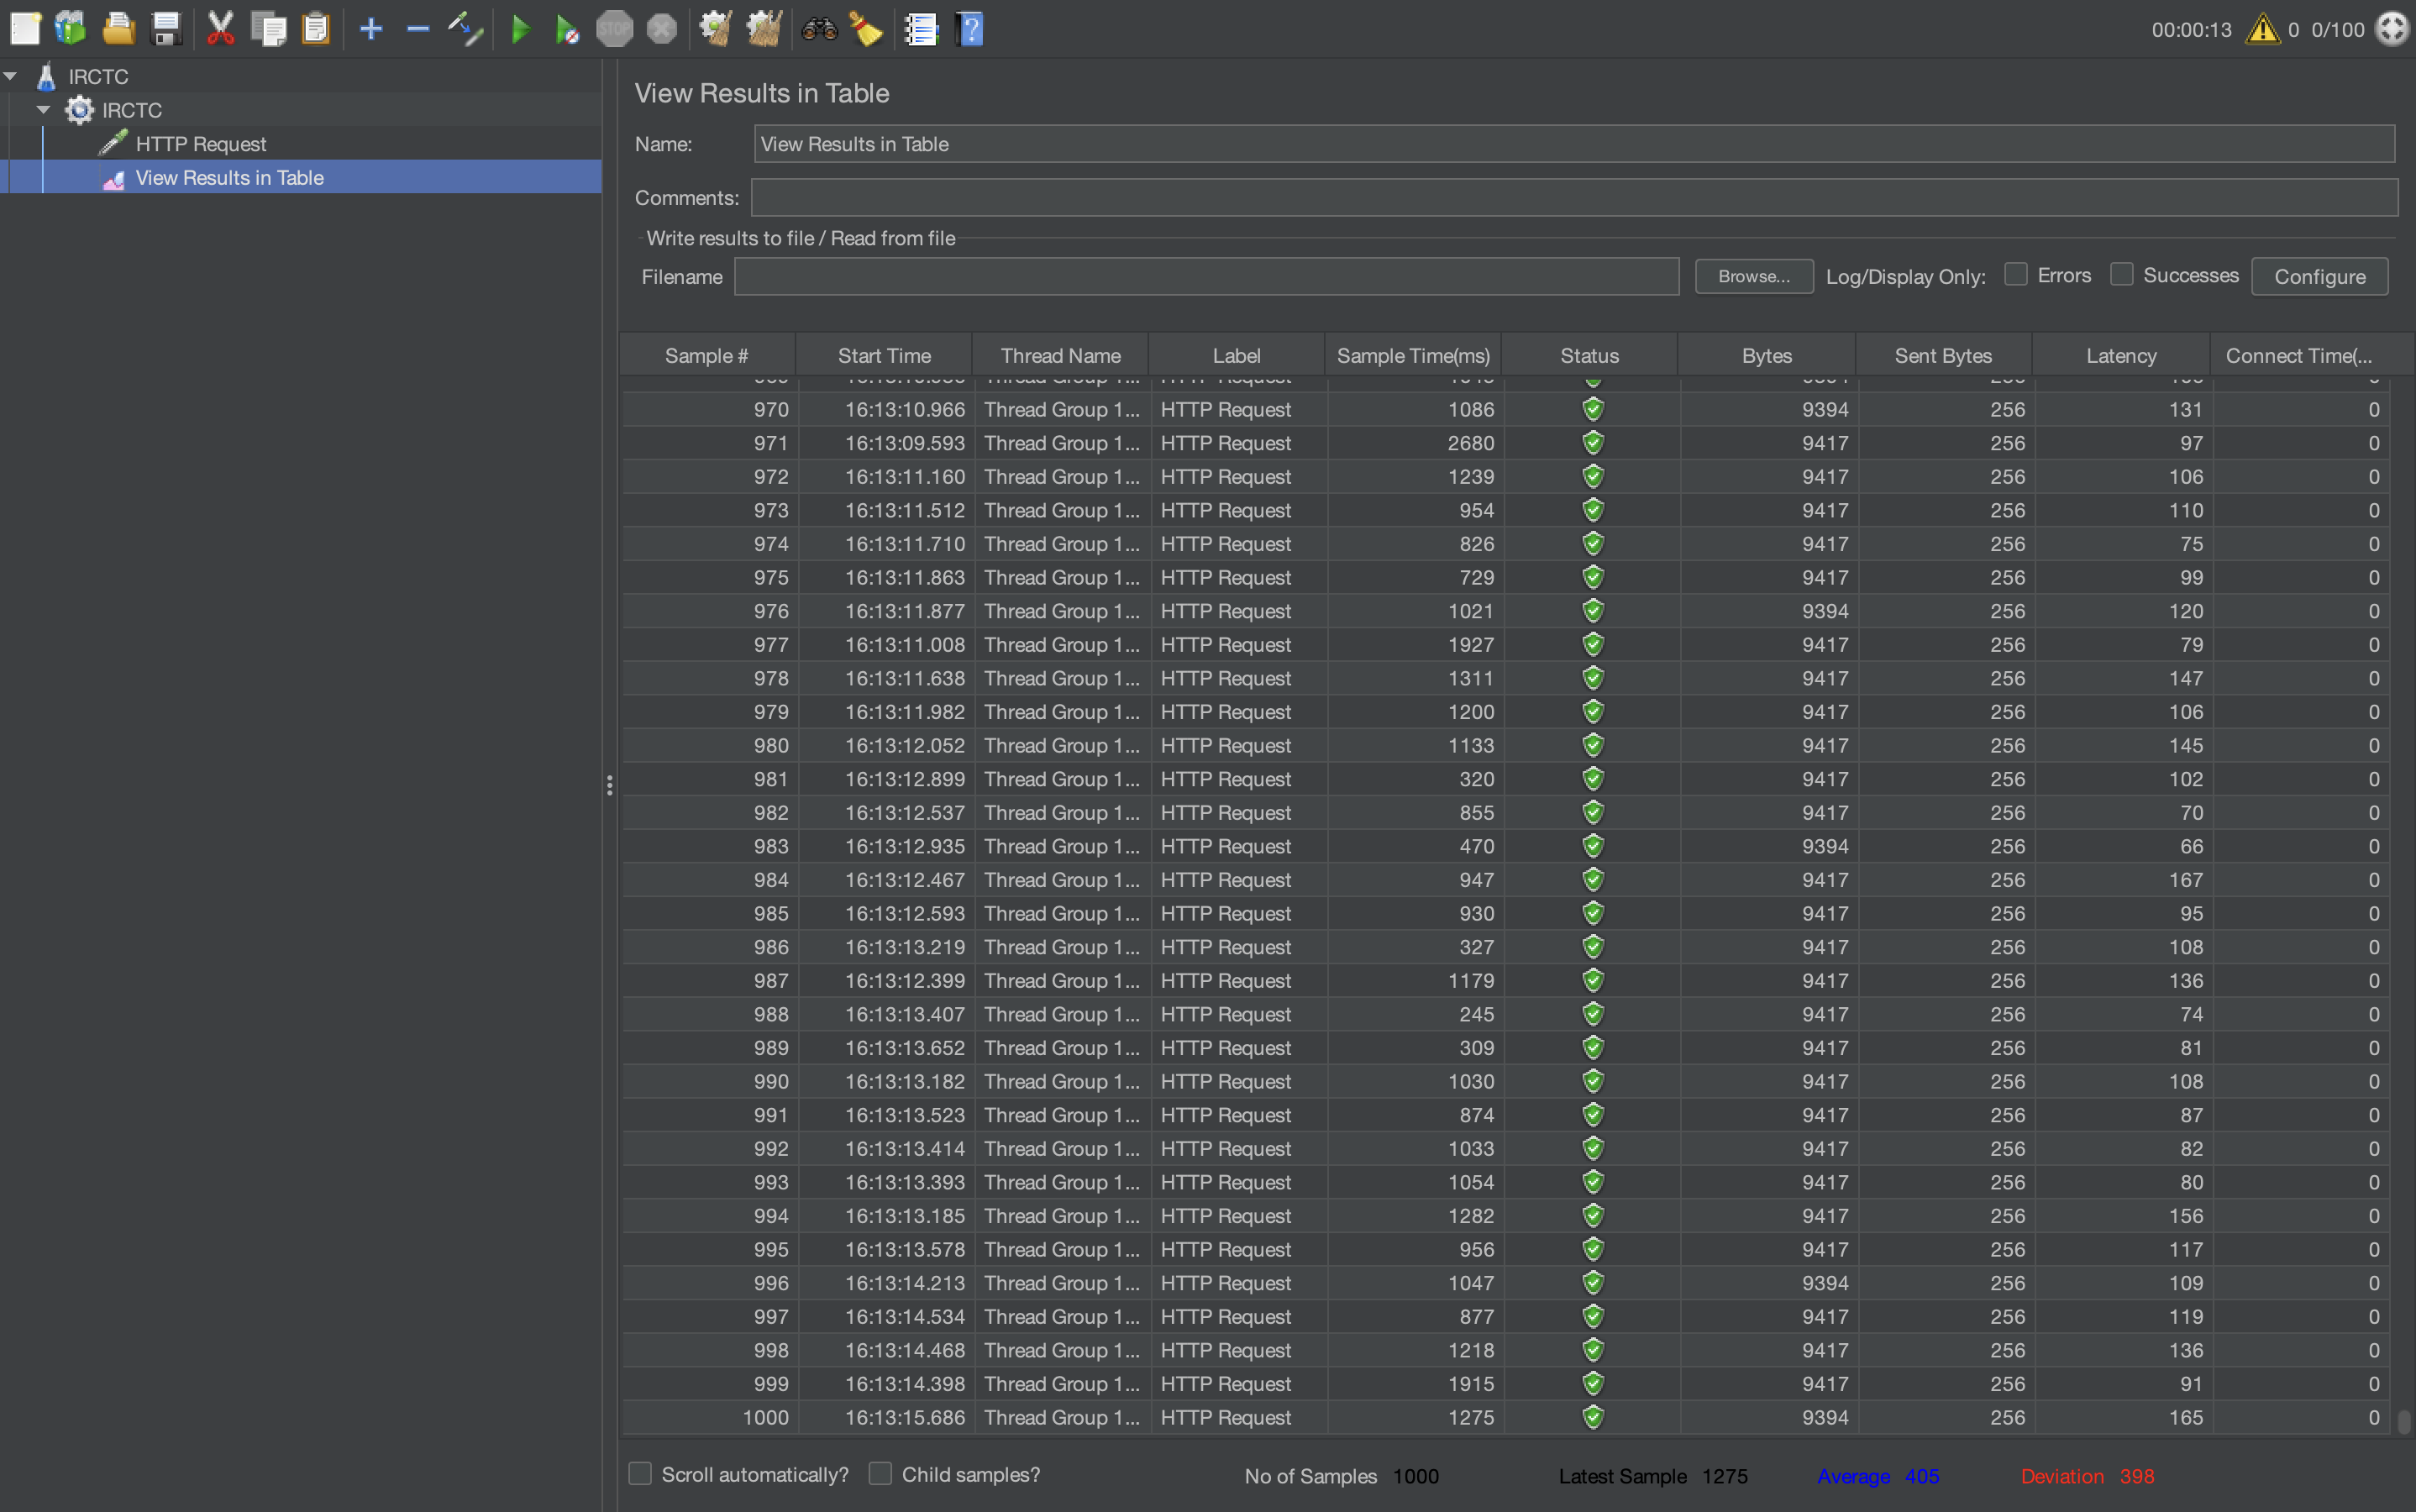 STOP
00:00:13 0 0/100
IRCTC
IRCTC
HTTP Request
View Results in Table
View Results in Table
Name: View Results in Table
Comments:
Write results to file / Read from file
Filename Browse... Log/Display Only: Errors Successes Configure
Sample # Start Time Thread Name Label Sample Time(ms) Status Bytes Sent Bytes Latency Connect Time(...
970 16:13:10.966 Thread Group 1... HTTP Request 1086 9394 256 131 0
971 16:13:09.593 Thread Group 1... HTTP Request 2680 9417 256 97 0
972 16:13:11.160 Thread Group 1... HTTP Request 1239 9417 256 106 0
973 16:13:11.512 Thread Group 1... HTTP Request 954 9417 256 110 0
974 16:13:11.710 Thread Group 1... HTTP Request 826 9417 256 75 0
975 16:13:11.863 Thread Group 1... HTTP Request 729 9417 256 99 0
976 16:13:11.877 Thread Group 1... HTTP Request 1021 9394 256 120 0
977 16:13:11.008 Thread Group 1... HTTP Request 1927 9417 256 79 0
978 16:13:11.638 Thread Group 1... HTTP Request 1311 9417 256 147 0
979 16:13:11.982 Thread Group 1... HTTP Request 1200 9417 256 106 0
980 16:13:12.052 Thread Group 1... HTTP Request 1133 9417 256 145 0
981 16:13:12.899 Thread Group 1... HTTP Request 320 9417 256 102 0
982 16:13:12.537 Thread Group 1... HTTP Request 855 9417 256 70 0
983 16:13:12.935 Thread Group 1... HTTP Request 470 9394 256 66 0
984 16:13:12.467 Thread Group 1... HTTP Request 947 9417 256 167 0
985 16:13:12.593 Thread Group 1... HTTP Request 930 9417 256 95 0
986 16:13:13.219 Thread Group 1... HTTP Request 327 9417 256 108 0
987 16:13:12.399 Thread Group 1... HTTP Request 1179 9417 256 136 0
988 16:13:13.407 Thread Group 1... HTTP Request 245 9417 256 74 0
989 16:13:13.652 Thread Group 1... HTTP Request 309 9417 256 81 0
990 16:13:13.182 Thread Group 1... HTTP Request 1030 9417 256 108 0
991 16:13:13.523 Thread Group 1... HTTP Request 874 9417 256 87 0
992 16:13:13.414 Thread Group 1... HTTP Request 1033 9417 256 82 0
993 16:13:13.393 Thread Group 1... HTTP Request 1054 9417 256 80 0
994 16:13:13.185 Thread Group 1... HTTP Request 1282 9417 256 156 0
995 16:13:13.578 Thread Group 1... HTTP Request 956 9417 256 117 0
996 16:13:14.213 Thread Group 1... HTTP Request 1047 9394 256 109 0
997 16:13:14.534 Thread Group 1... HTTP Request 877 9417 256 119 0
998 16:13:14.468 Thread Group 1... HTTP Request 1218 9417 256 136 0
999 16:13:14.398 Thread Group 1... HTTP Request 1915 9417 256 91 0
1000 16:13:15.686 Thread Group 1... HTTP Request 1275 9394 256 165 0
Scroll automatically? Child samples? No of Samples 1000 Latest Sample 1275 Average 405 Deviation 398